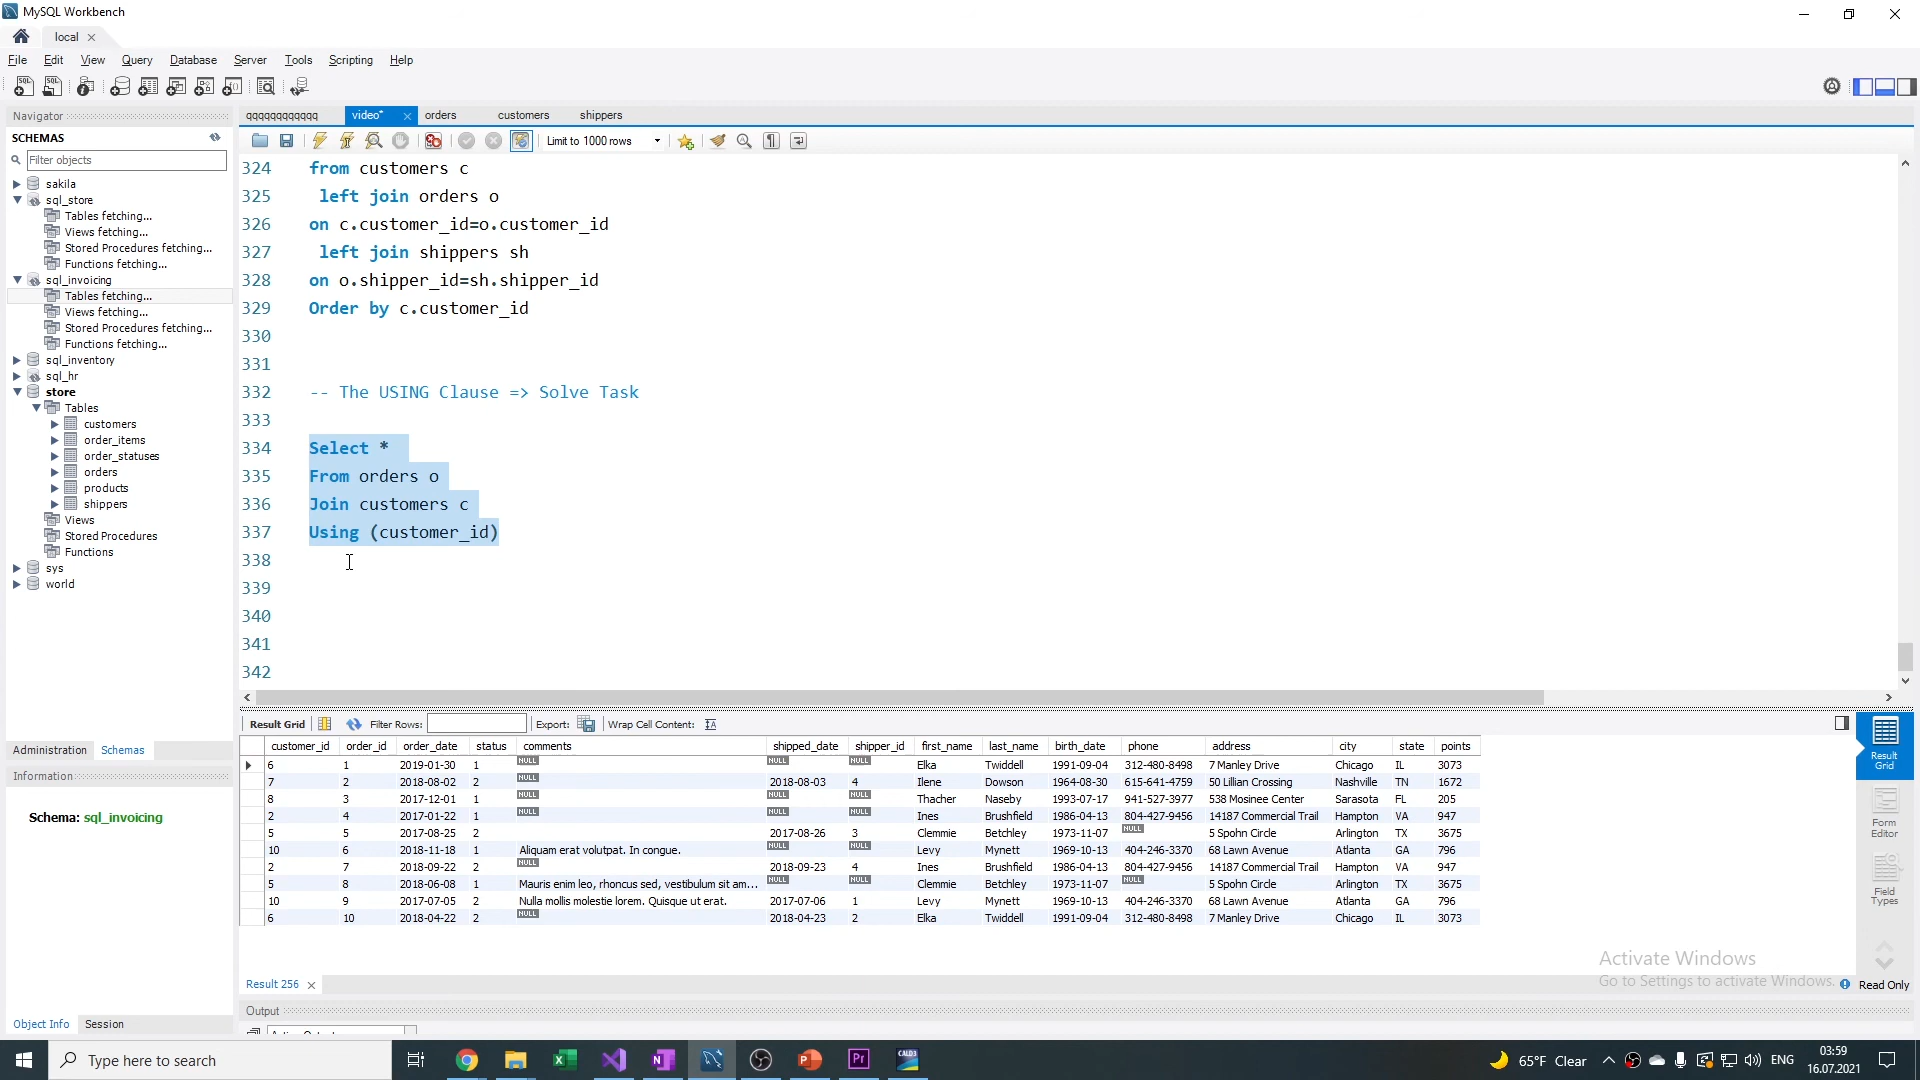 MySQL Workbench
local
File Edit View Query Database Server Tools Scripting Help
Navigator
SCHEMAS
Filter objects
sakila
sql_store
Tables fetching...
Views fetching...
Stored Procedures fetching...
Functions fetching...
sql_invoicing
Tables fetching...
Views fetching...
Stored Procedures fetching...
Functions fetching...
sql_inventory
sql_hr
store
Tables
customers
order_items
order_statuses
orders
products
shippers
Views
Stored Procedures
Functions
sys
world
Administration Schemas
Information
Schema: sql_invoicing
Object Info Session
qqqqqqqqqqqq video* orders customers shippers
Limit to 1000 rows
324 from customers c
325 left join orders o
326 on c.customer_id=o.customer_id
327 left join shippers sh
328 on o.shipper_id=sh.shipper_id
329 Order by c.customer_id
330
331
332 -- The USING Clause => Solve Task
333
334 Select *
335 From orders o
336 Join customers c
337 Using (customer_id)
338
339
340
341
342
Result Grid Filter Rows: Export: Wrap Cell Content:
customer_id order_id order_date status comments shipped_date shipper_id first_name last_name birth_date phone address city state points
6 1 2019-01-30 1 NULL NULL NULL Elka Twiddell 1991-09-04 312-480-8498 7 Manley Drive Chicago IL 3073
7 2 2018-08-02 2 NULL 2018-08-03 4 Ilene Dowson 1964-08-30 615-641-4759 50 Lillian Crossing Nashville TN 1672
8 3 2017-12-01 1 NULL NULL NULL Thacher Naseby 1993-07-17 941-527-3977 538 Mosinee Center Sarasota FL 205
2 4 2017-01-22 1 NULL NULL NULL Ines Brushfield 1986-04-13 804-427-9456 14187 Commercial Trail Hampton VA 947
5 5 2017-08-25 2 2017-08-26 3 Clemmie Betchley 1973-11-07 NULL 5 Spohn Circle Arlington TX 3675
10 6 2018-11-18 1 Aliquam erat volutpat. In congue. NULL NULL Levy Mynett 1969-10-13 404-246-3370 68 Lawn Avenue Atlanta GA 796
2 7 2018-09-22 2 NULL 2018-09-23 4 Ines Brushfield 1986-04-13 804-427-9456 14187 Commercial Trail Hampton VA 947
5 8 2018-06-08 1 Mauris enim leo, rhoncus sed, vestibulum sit am... NULL NULL Clemmie Betchley 1973-11-07 NULL 5 Spohn Circle Arlington TX 3675
10 9 2017-07-05 2 Nulla mollis molestie lorem. Quisque ut erat. 2017-07-06 1 Levy Mynett 1969-10-13 404-246-3370 68 Lawn Avenue Atlanta GA 796
6 10 2018-04-22 2 NULL 2018-04-23 2 Elka Twiddell 1991-09-04 312-480-8498 7 Manley Drive Chicago IL 3073
Result
Grid
Form
Editor
Field
Types
Activate Windows
Go to Settings to activate Windows.
Result 256
Read Only
Output
Type here to search
Pr
CALD3
65°F Clear
ENG
03:59
16.07.2021